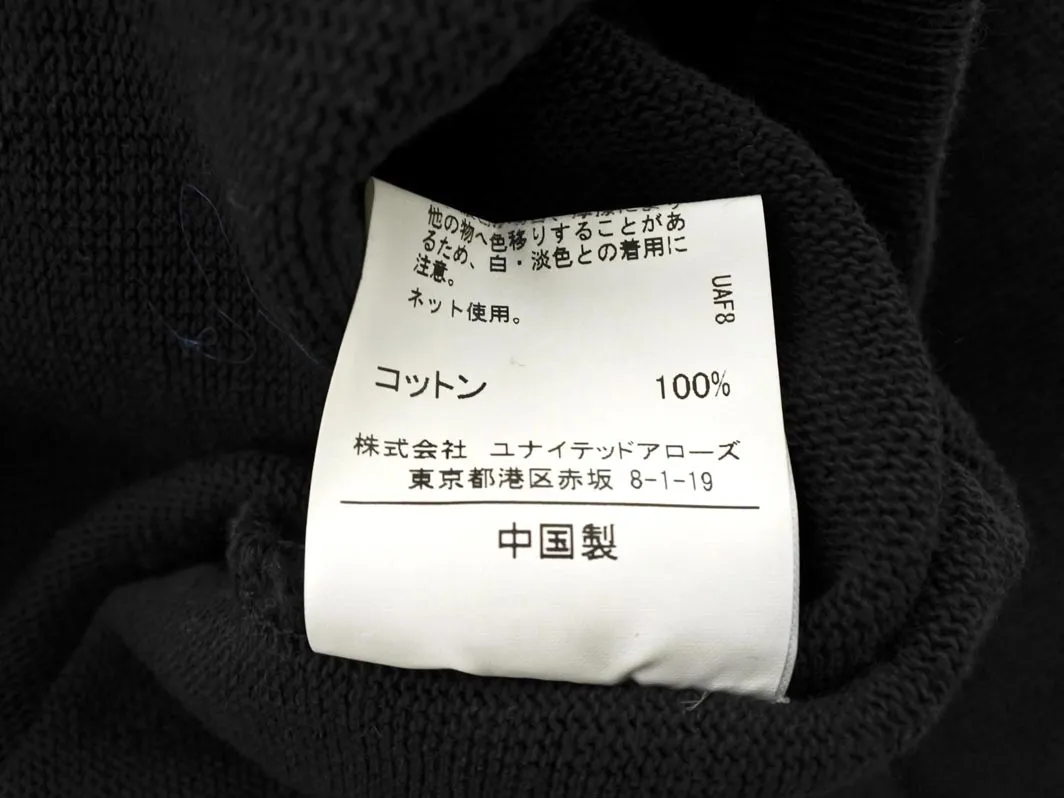 他の物へ色移りすることがあ
るため、白・淡色との着用に
注意。
ネット使用。
UAF8
コットン 100%
株式会社 ユナイテッドアローズ
東京都港区赤坂 8-1-19
中国製